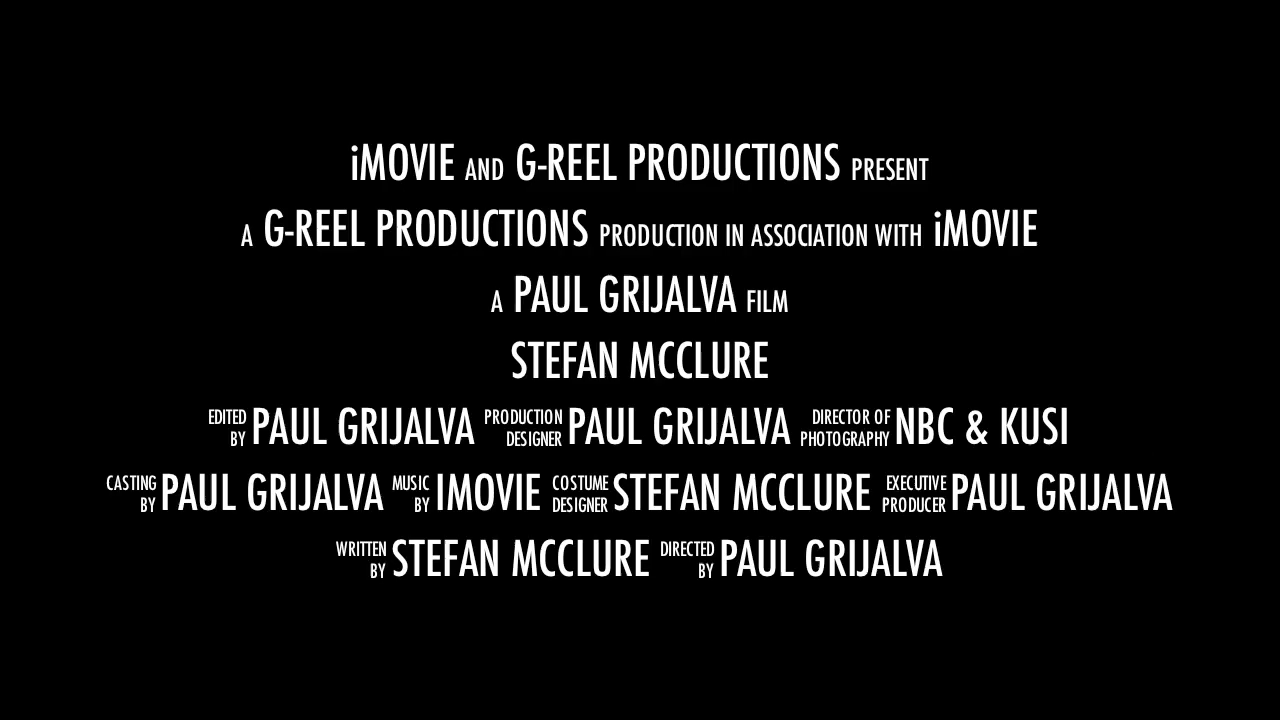 iMOVIE AND G-REEL PRODUCTIONS PRESENT
A G-REEL PRODUCTIONS PRODUCTION IN ASSOCIATION WITH iMOVIE
A PAUL GRIJALVA FILM
STEFAN MCCLURE
EDITED BY PAUL GRIJALVA PRODUCTION DESIGNER PAUL GRIJALVA DIRECTOR OF PHOTOGRAPHY NBC & KUSI
CASTING BY PAUL GRIJALVA MUSIC BY IMOVIE COSTUME DESIGNER STEFAN MCCLURE EXECUTIVE PRODUCER PAUL GRIJALVA
WRITTEN BY STEFAN MCCLURE DIRECTED BY PAUL GRIJALVA